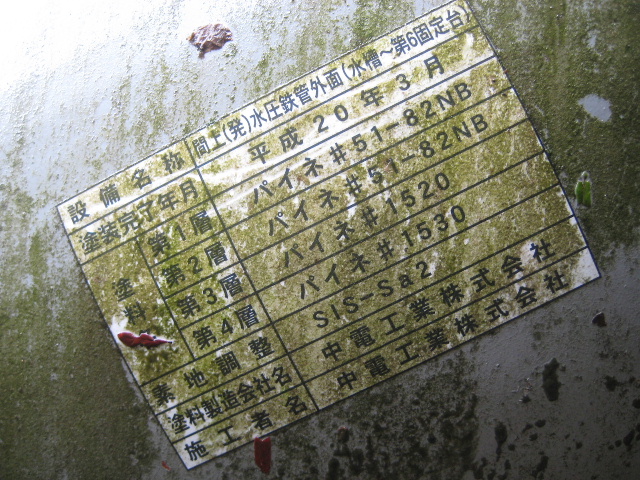 設備名称 間上(発)水圧鉄管外面(水槽～第6固定台)
塗装完了年月 平成20年3月
塗料 第1層 パイネ#51-82NB
第2層 パイネ#51-82NB
第3層 パイネ#1520
第4層 パイネ#1530
素地調整 SIS-Sa2
塗料製造会社名 中電工業株式会社
施工者名 中電工業株式会社